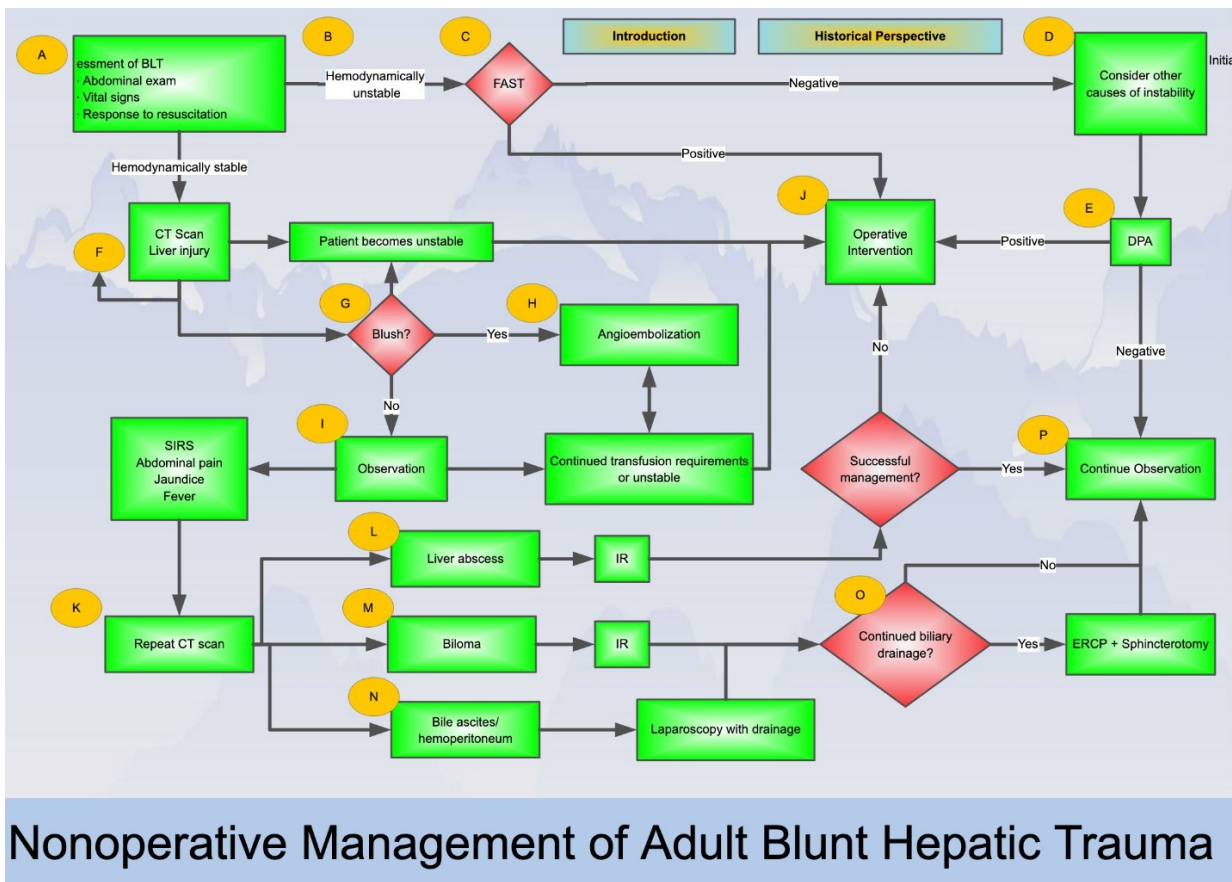 A
B
C
Introduction
Historical Perspective
D
essment of BLT
· Abdominal exam
· Vital signs
· Response to resuscitation
Hemodynamically
unstable
FAST
Negative
Consider other
causes of instability
Initia
Hemodynamically stable
Positive
J
E
CT Scan
Liver injury
F
Patient becomes unstable
Operative
Intervention
Positive
DPA
G
Blush?
Yes
H
Angioembolization
No
Negative
No
I
Observation
SIRS
Abdominal pain
Jaundice
Fever
Continued transfusion requirements
or unstable
Successful
management?
Yes
P
Continue Observation
L
Liver abscess
IR
No
K
Repeat CT scan
M
Biloma
IR
O
Continued biliary
drainage?
Yes
ERCP + Sphincterotomy
N
Bile ascites/
hemoperitoneum
Laparoscopy with drainage
Nonoperative Management of Adult Blunt Hepatic Trauma